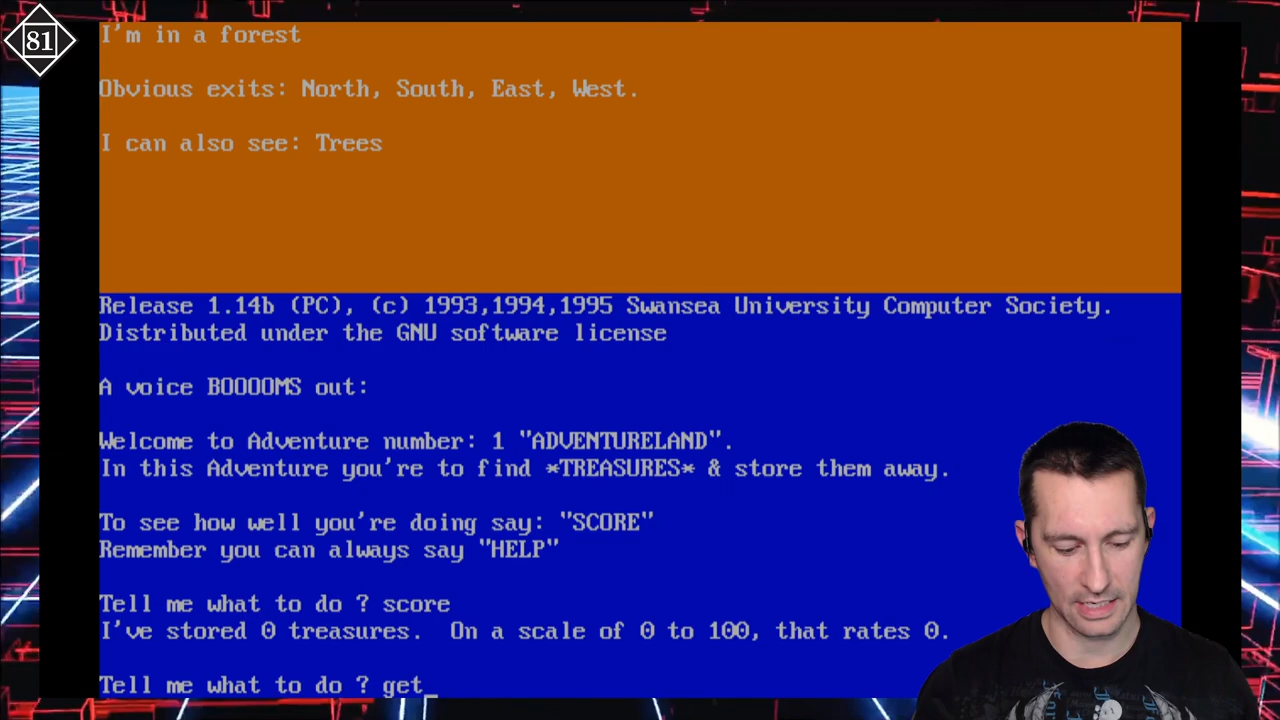 81
I'm in a forest
Obvious exits: North, South, East, West.
I can also see: Trees
Release 1.14b (PC), (c) 1993,1994,1995 Swansea University Computer Society.
Distributed under the GNU software license
A voice BOOOOMS out:
Welcome to Adventure number: 1 "ADVENTURELAND".
In this Adventure you're to find *TREASURES* & store them away.
To see how well you're doing say: "SCORE"
Remember you can always say "HELP"
Tell me what to do ? score
I've stored 0 treasures.  On a scale of 0 to 100, that rates 0.
Tell me what to do ? get_